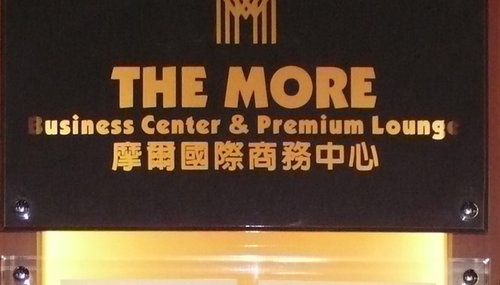 THE MORE
Business Center & Premium Lounge
摩爾國際商務中心